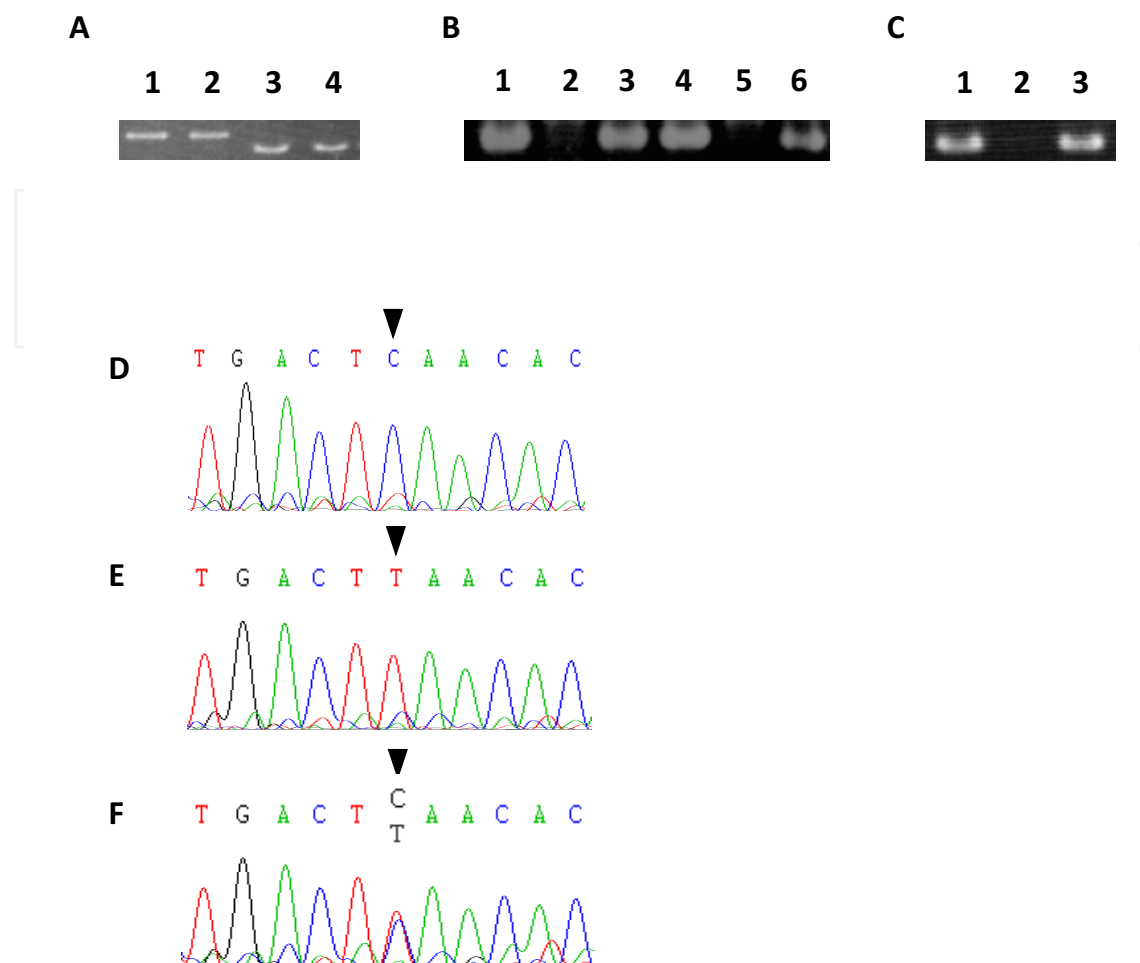 A B C
1 2 3 4 1 2 3 4 5 6 1 2 3
D T G A C T C A A C A C
E T G A C T T A A C A C
C
F T G A C T A A C A C
T